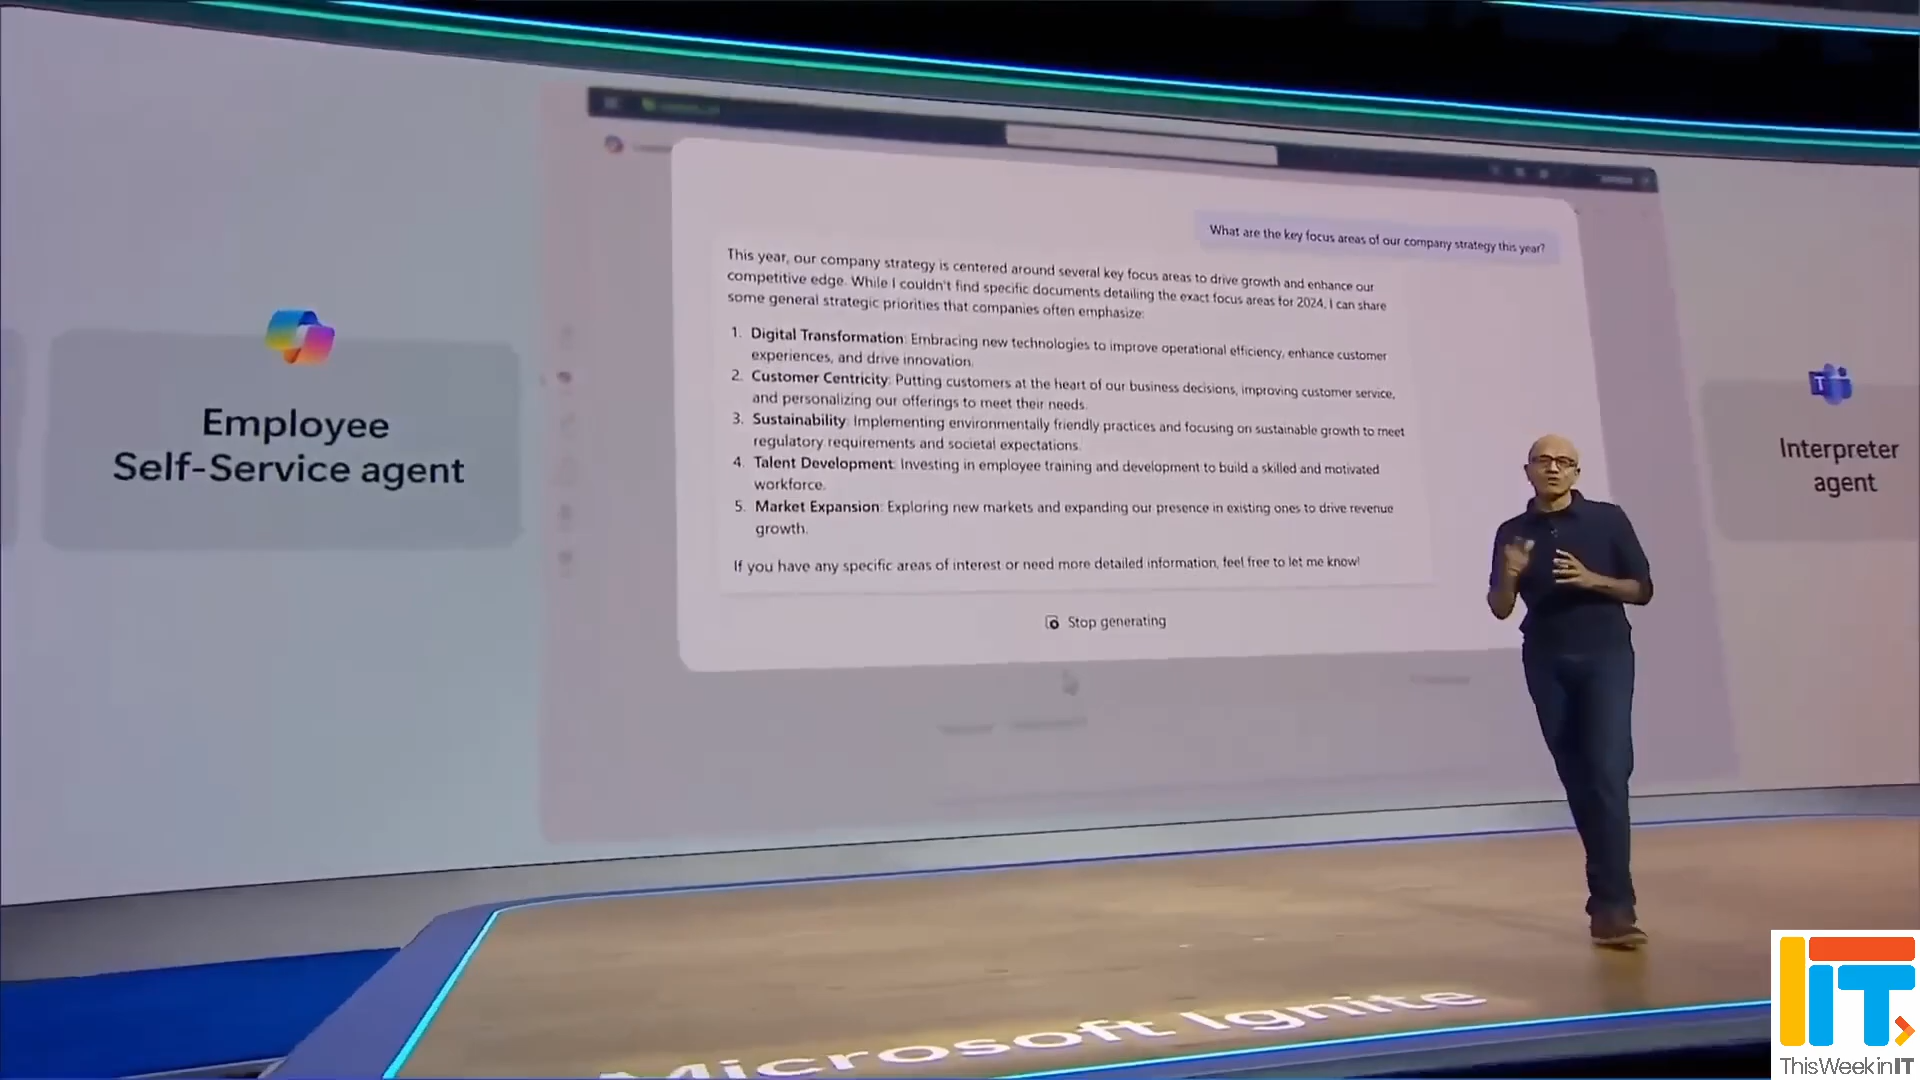 Employee
Self-Service agent
What are the key focus areas of our company strategy this year?
This year, our company strategy is centered around several key focus areas to drive growth and enhance our
competitive edge. While I couldn't find specific documents detailing the exact focus areas for 2024, I can share
some general strategic priorities that companies often emphasize:
1. Digital Transformation: Embracing new technologies to improve operational efficiency, enhance customer
experiences, and drive innovation.
2. Customer Centricity: Putting customers at the heart of our business decisions, improving customer service,
and personalizing our offerings to meet their needs.
3. Sustainability: Implementing environmentally friendly practices and focusing on sustainable growth to meet
regulatory requirements and societal expectations.
4. Talent Development: Investing in employee training and development to build a skilled and motivated
workforce.
5. Market Expansion: Exploring new markets and expanding our presence in existing ones to drive revenue
growth.
If you have any specific areas of interest or need more detailed information, feel free to let me know!
Stop generating
T
Interpreter
agent
Microsoft Ignite
IT
ThisWeekinIT